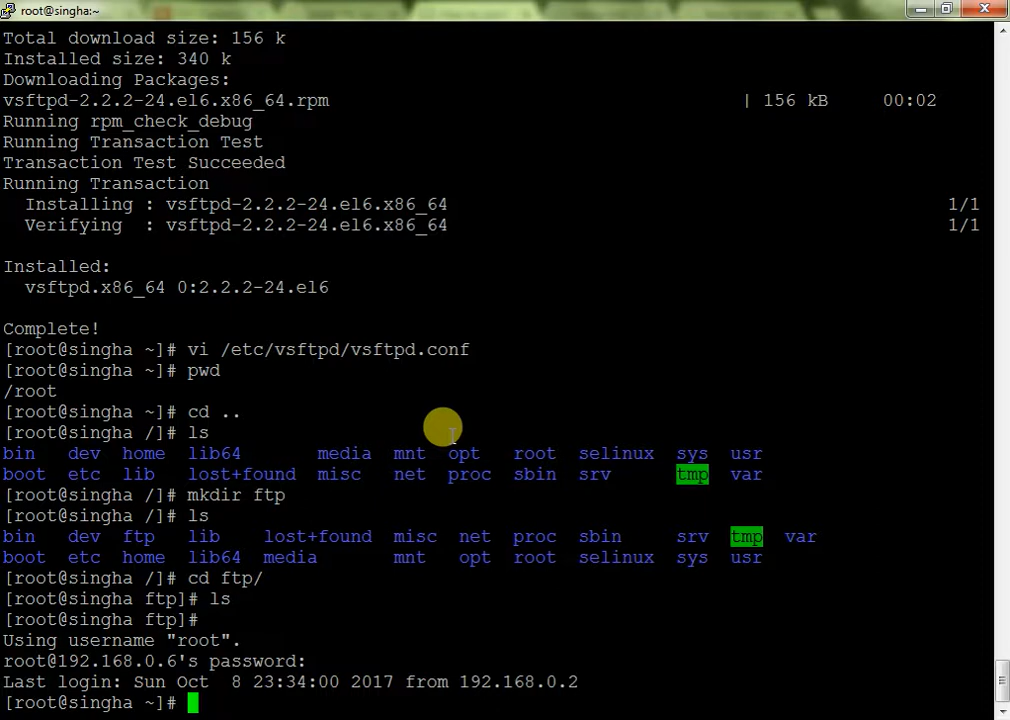 root@singha:~
Total download size: 156 k
Installed size: 340 k
Downloading Packages:
vsftpd-2.2.2-24.el6.x86_64.rpm | 156 kB 00:02
Running rpm_check_debug
Running Transaction Test
Transaction Test Succeeded
Running Transaction
  Installing : vsftpd-2.2.2-24.el6.x86_64 1/1
  Verifying  : vsftpd-2.2.2-24.el6.x86_64 1/1
Installed:
  vsftpd.x86_64 0:2.2.2-24.el6
Complete!
[root@singha ~]# vi /etc/vsftpd/vsftpd.conf
[root@singha ~]# pwd
/root
[root@singha ~]# cd ..
[root@singha /]# ls
bin dev home lib64 media mnt opt root selinux sys usr
boot etc lib lost+found misc net proc sbin srv tmp var
[root@singha /]# mkdir ftp
[root@singha /]# ls
bin dev ftp lib lost+found misc net proc sbin srv tmp var
boot etc home lib64 media mnt opt root selinux sys usr
[root@singha /]# cd ftp/
[root@singha ftp]# ls
[root@singha ftp]#
Using username "root".
root@192.168.0.6's password:
Last login: Sun Oct  8 23:34:00 2017 from 192.168.0.2
[root@singha ~]#